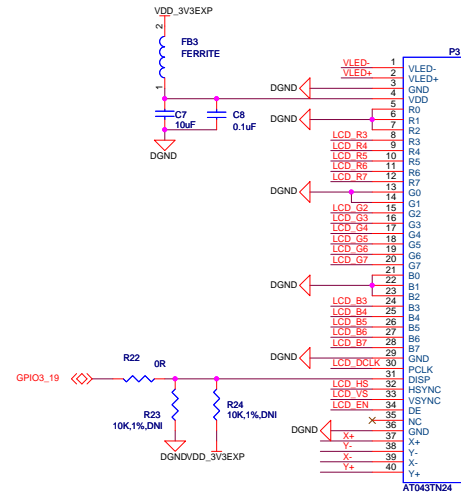 VDD_3V3EXP
2
FB3
FERRITE
1
C7
10uF
C8
0.1uF
DGND
P3
VLED- 1 VLED-
VLED+ 2 VLED+
DGND 3 GND
4 VDD
5 R0
DGND 6 R1
7 R2
LCD_R3 8 R3
LCD_R4 9 R4
LCD_R5 10 R5
LCD_R6 11 R6
LCD_R7 12 R7
DGND 13 G0
14 G1
LCD_G2 15 G2
LCD_G3 16 G3
LCD_G4 17 G4
LCD_G5 18 G5
LCD_G6 19 G6
LCD_G7 20 G7
21 B0
DGND 22 B1
23 B2
LCD_B3 24 B3
LCD_B4 25 B4
LCD_B5 26 B5
LCD_B6 27 B6
LCD_B7 28 B7
DGND 29 GND
LCD_DCLK 30 PCLK
31 DISP
LCD_HS 32 HSYNC
LCD_VS 33 VSYNC
LCD_EN 34 DE
35 NC
DGND 36 GND
X+ 37 X+
Y- 38 Y-
X- 39 X-
Y+ 40 Y+
AT043TN24
GPIO3_19
R22
0R
R23
10K,1%,DNI
R24
10K,1%,DNI
DGND
VDD_3V3EXP